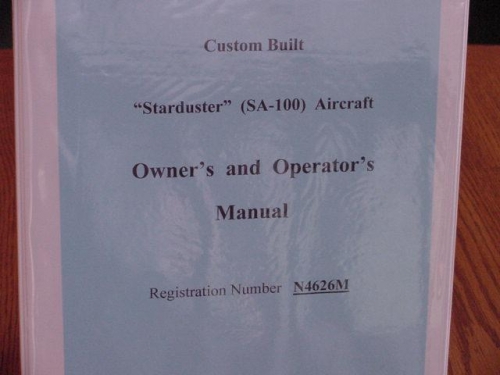 Custom Built
“Starduster” (SA-100) Aircraft
Owner's and Operator's
Manual
Registration Number N4626M